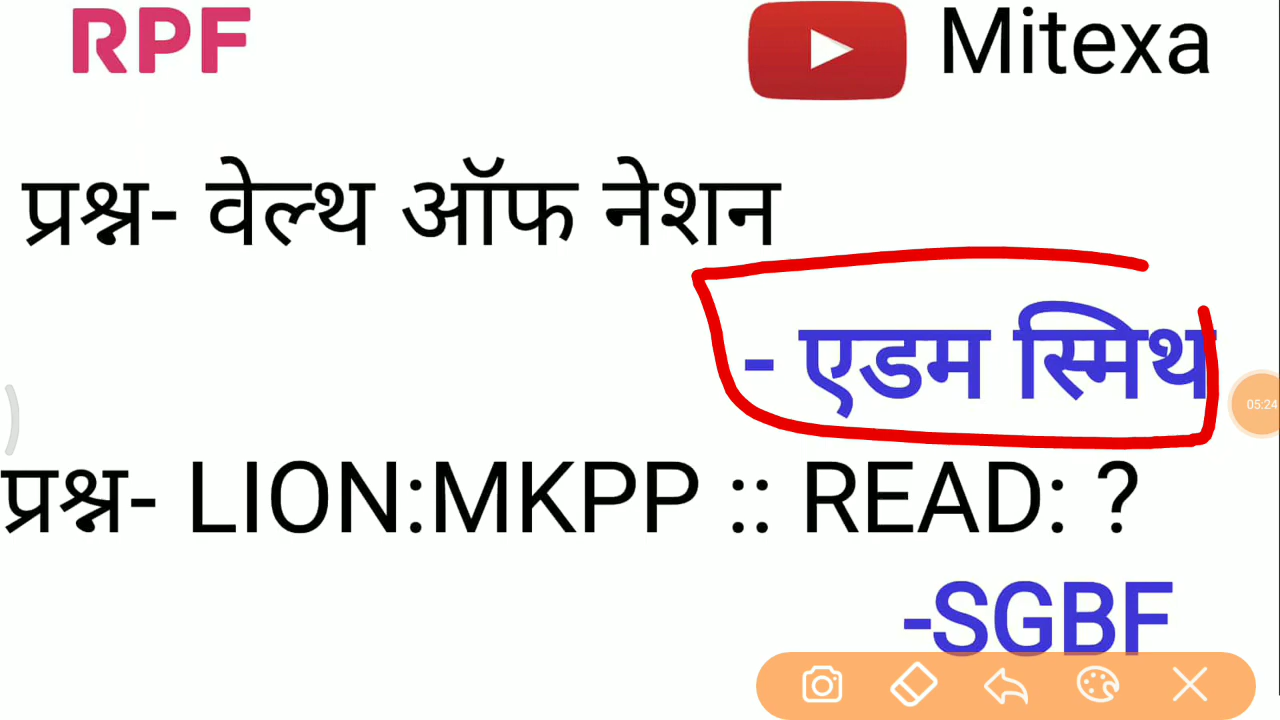 RPF
Mitexa
प्रश्न- वेल्थ ऑफ नेशन
- एडम स्मिथ
05:24
प्रश्न- LION:MKPP :: READ: ?
-SGBF